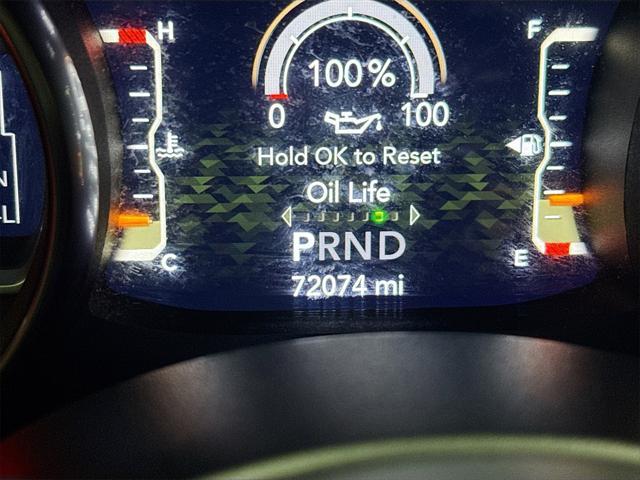 H F
100%
0 100
Hold OK to Reset
Oil Life
PRND
C E
72074 mi